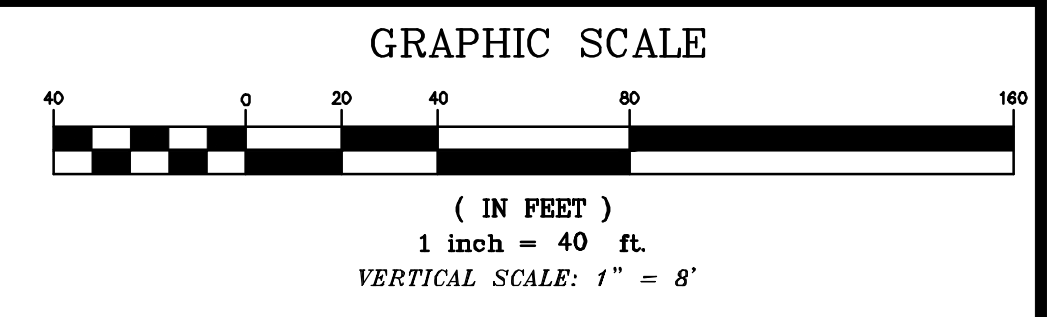 GRAPHIC SCALE
40 0 20 40 80 160
( IN FEET )
1 inch = 40 ft.
VERTICAL SCALE: 1" = 8'